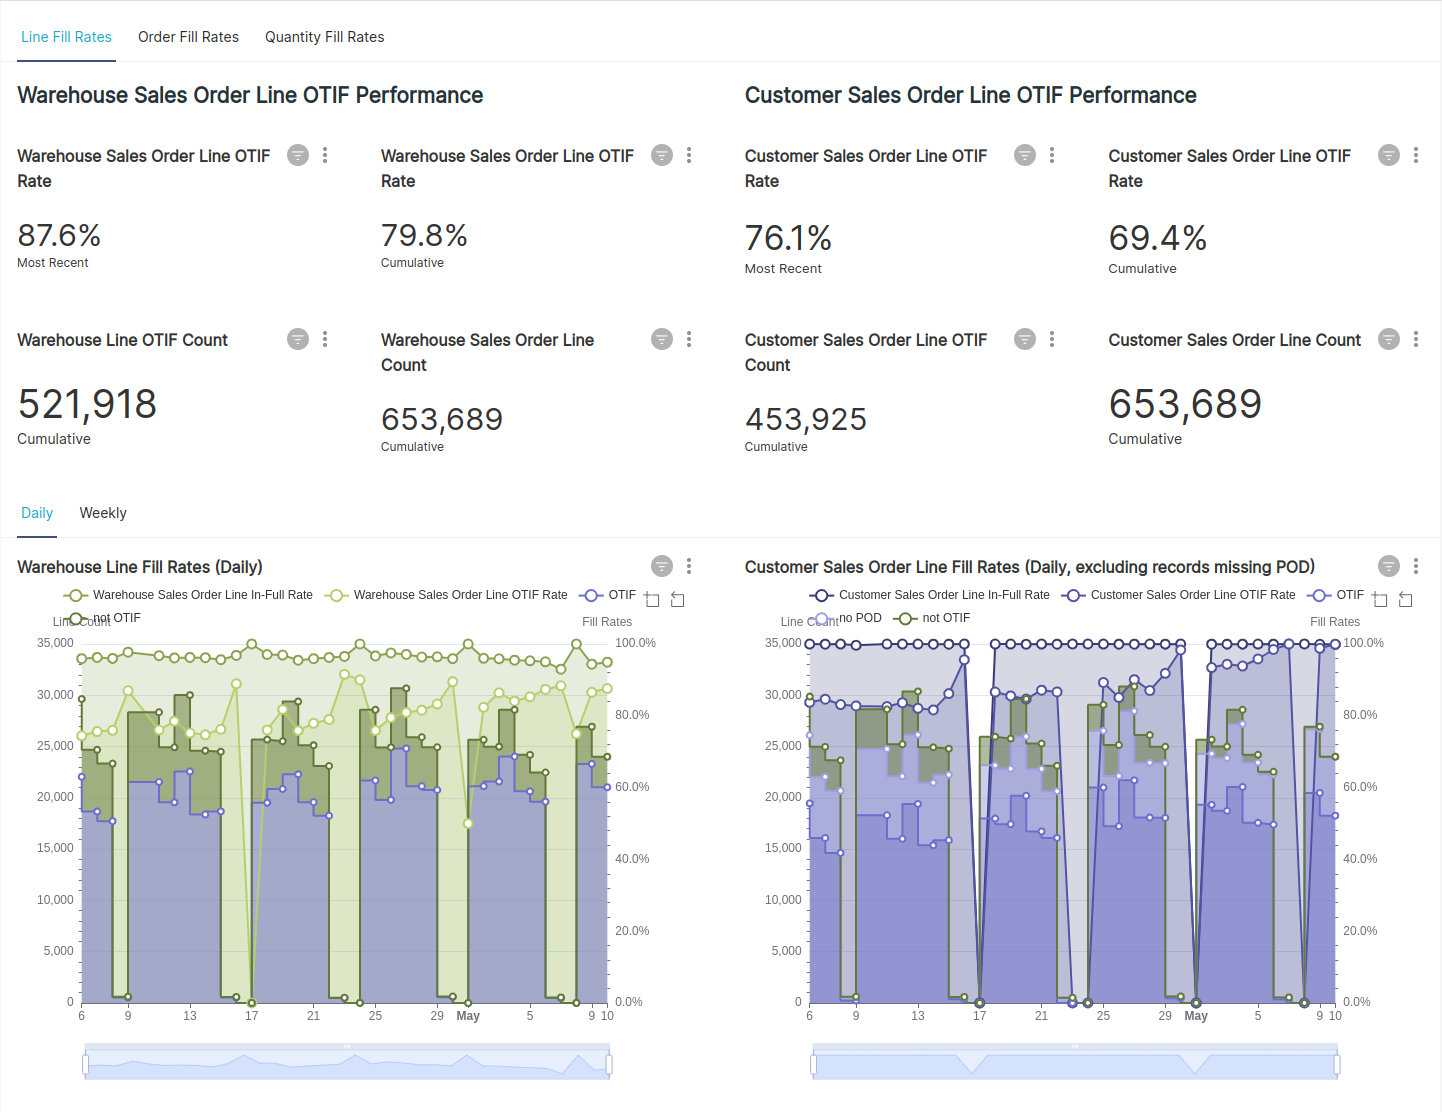 Line Fill Rates Order Fill Rates Quantity Fill Rates
Warehouse Sales Order Line OTIF Performance
Customer Sales Order Line OTIF Performance
Warehouse Sales Order Line OTIF
Rate
87.6%
Most Recent
Warehouse Sales Order Line OTIF
Rate
79.8%
Cumulative
Customer Sales Order Line OTIF
Rate
76.1%
Most Recent
Customer Sales Order Line OTIF
Rate
69.4%
Cumulative
Warehouse Line OTIF Count
521,918
Cumulative
Warehouse Sales Order Line
Count
653,689
Cumulative
Customer Sales Order Line OTIF
Count
453,925
Cumulative
Customer Sales Order Line Count
653,689
Cumulative
Daily Weekly
Warehouse Line Fill Rates (Daily)
Warehouse Sales Order Line In-Full Rate Warehouse Sales Order Line OTIF Rate OTIF
not OTIF
Line Count Fill Rates
35,000 100.0%
30,000
80.0%
25,000
20,000 60.0%
15,000
40.0%
10,000
20.0%
5,000
0 0.0%
6 9 13 17 21 25 29 May 5 9 10
Customer Sales Order Line Fill Rates (Daily, excluding records missing POD)
Customer Sales Order Line In-Full Rate Customer Sales Order Line OTIF Rate OTIF
no POD not OTIF
Line Count Fill Rates
35,000 100.0%
30,000
80.0%
25,000
20,000 60.0%
15,000
40.0%
10,000
20.0%
5,000
0 0.0%
6 9 13 17 21 25 29 May 5 9 10